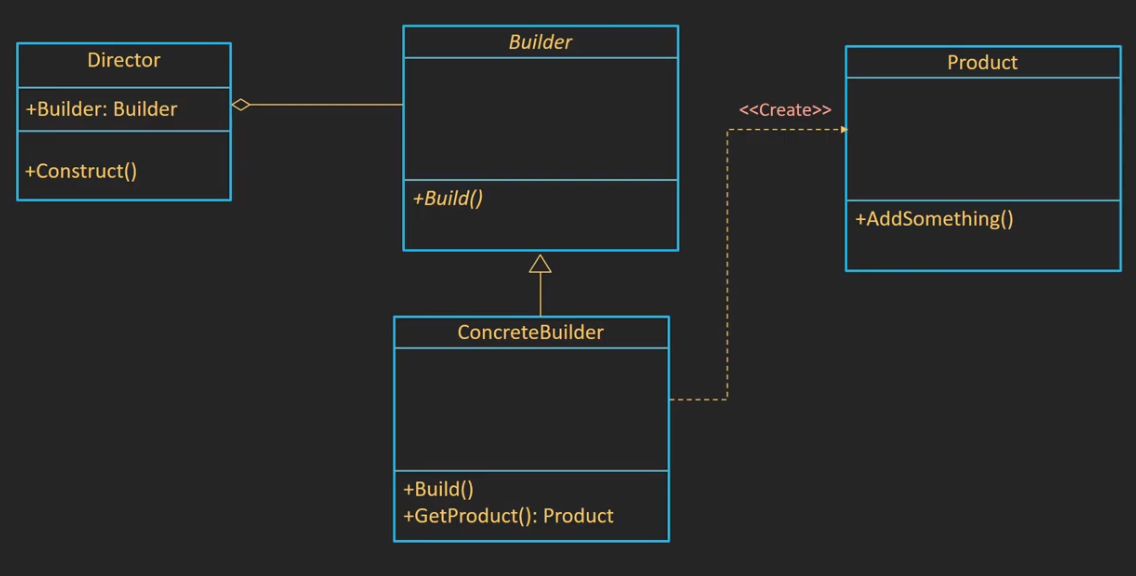 Director
+Builder: Builder
+Construct()
Builder
+Build()
<<Create>>
Product
+AddSomething()
ConcreteBuilder
+Build()
+GetProduct(): Product